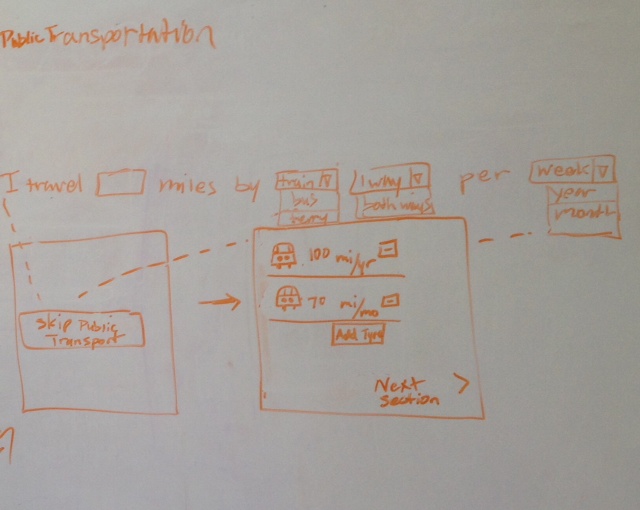 Public Transportation
I travel miles by train 1 way per week
bus both ways year
ferry month
100 mi/yr
Skip Public Transport
70 mi/mo
Add Type
Next section >